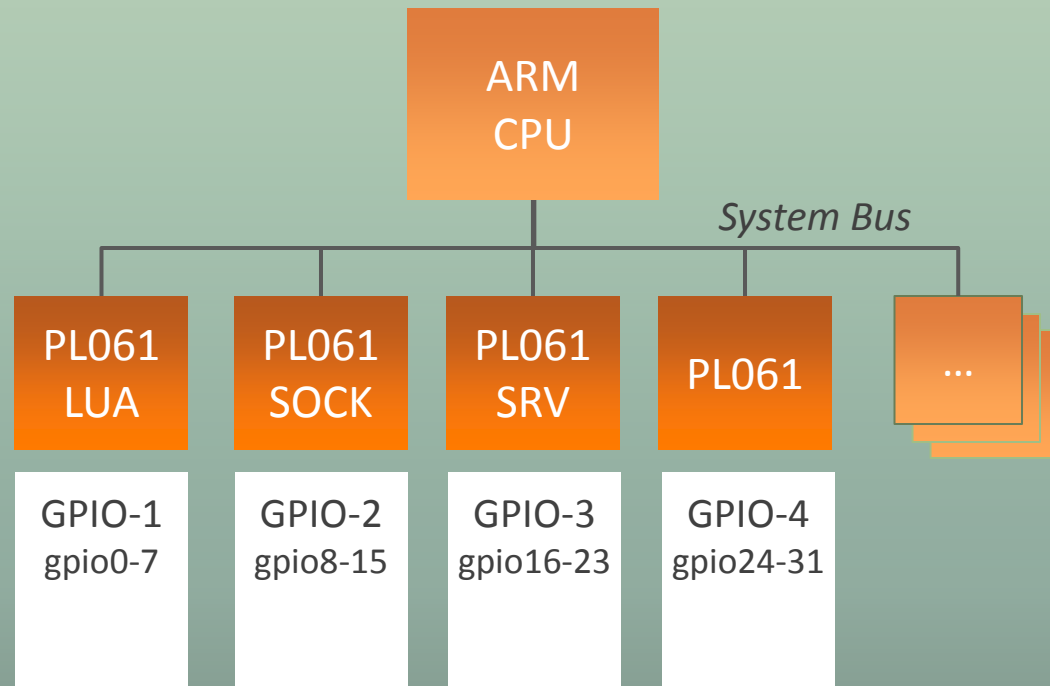 ARM
CPU
System Bus
PL061
LUA
PL061
SOCK
PL061
SRV
PL061
...
GPIO-1
gpio0-7
GPIO-2
gpio8-15
GPIO-3
gpio16-23
GPIO-4
gpio24-31